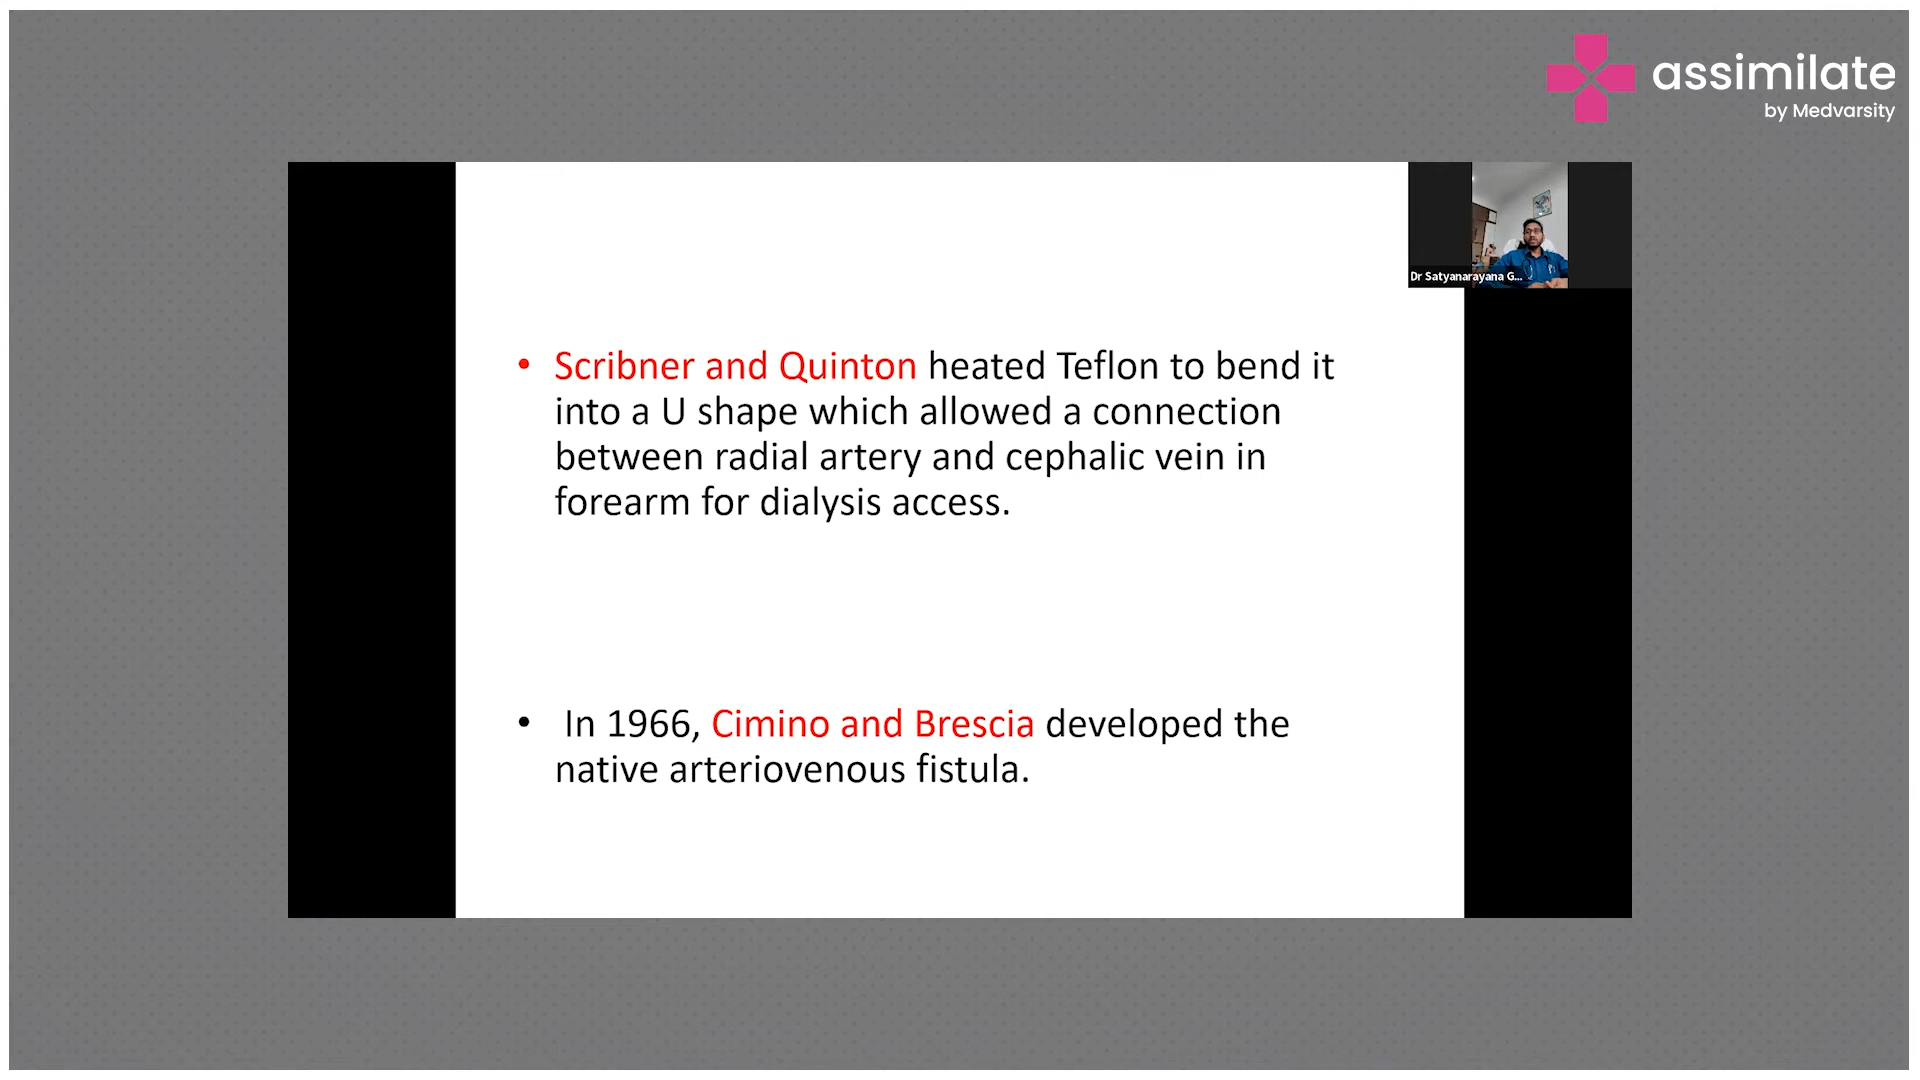 assimilate
by Medvarsity
Dr Satyanarayana G...
• Scribner and Quinton heated Teflon to bend it
into a U shape which allowed a connection
between radial artery and cephalic vein in
forearm for dialysis access.
• In 1966, Cimino and Brescia developed the
native arteriovenous fistula.